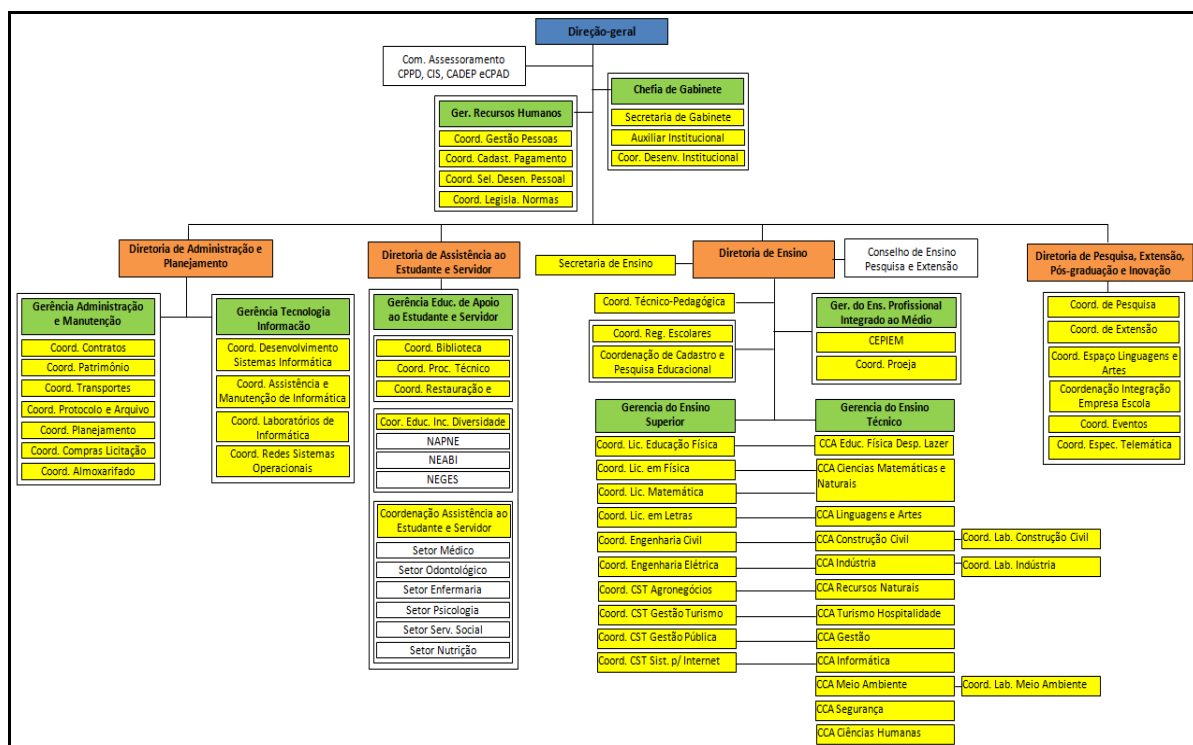 Direção-geral
Com. Assessoramento
CPPD, CIS, CADEP eCPAD
Chefia de Gabinete
Secretaria de Gabinete
Auxiliar Institucional
Coor. Desenv. Institucional
Ger. Recursos Humanos
Coord. Gestão Pessoas
Coord. Cadast. Pagamento
Coord. Sel. Desen. Pessoal
Coord. Legisla. Normas
Diretoria de Administração e
Planejamento
Gerência Administração
e Manutenção
Coord. Contratos
Coord. Patrimônio
Coord. Transportes
Coord. Protocolo e Arquivo
Coord. Planejamento
Coord. Compras Licitação
Coord. Almoxarifado
Gerência Tecnologia
Informacão
Coord. Desenvolvimento
Sistemas Informática
Coord. Assistência e
Manutenção de Informática
Coord. Laboratórios de
Informática
Coord. Redes Sistemas
Operacionais
Diretoria de Assistência ao
Estudante e Servidor
Gerência Educ. de Apoio
ao Estudante e Servidor
Coord. Biblioteca
Coord. Proc. Técnico
Coord. Restauração e
Coor. Educ. Inc. Diversidade
NAPNE
NEABI
NEGES
Coordenação Assistência ao
Estudante e Servidor
Setor Médico
Setor Odontológico
Setor Enfermaria
Setor Psicologia
Setor Serv. Social
Setor Nutrição
Secretaria de Ensino
Diretoria de Ensino
Conselho de Ensino
Pesquisa e Extensão
Coord. Técnico-Pedagógica
Coord. Reg. Escolares
Coordenação de Cadastro e
Pesquisa Educacional
Ger. do Ens. Profissional
Integrado ao Médio
CEPIEM
Coord. Proeja
Gerencia do Ensino
Superior
Coord. Lic. Educação Física
Coord. Lic. em Física
Coord. Lic. Matemática
Coord. Lic. em Letras
Coord. Engenharia Civil
Coord. Engenharia Elétrica
Coord. CST Agronegócios
Coord. CST Gestão Turismo
Coord. CST Gestão Pública
Coord. CST Sist. p/ Internet
Gerencia do Ensino
Técnico
CCA Educ. Física Desp. Lazer
CCA Ciencias Matemáticas e
Naturais
CCA Linguagens e Artes
CCA Construção Civil
Coord. Lab. Construção Civil
CCA Indústria
Coord. Lab. Indústria
CCA Recursos Naturais
CCA Turismo Hospitalidade
CCA Gestão
CCA Informática
CCA Meio Ambiente
Coord. Lab. Meio Ambiente
CCA Segurança
CCA Ciências Humanas
Diretoria de Pesquisa, Extensão,
Pós-graduação e Inovação
Coord. de Pesquisa
Coord. de Extensão
Coord. Espaço Linguagens e
Artes
Coordenação Integração
Empresa Escola
Coord. Eventos
Coord. Espec. Telemática